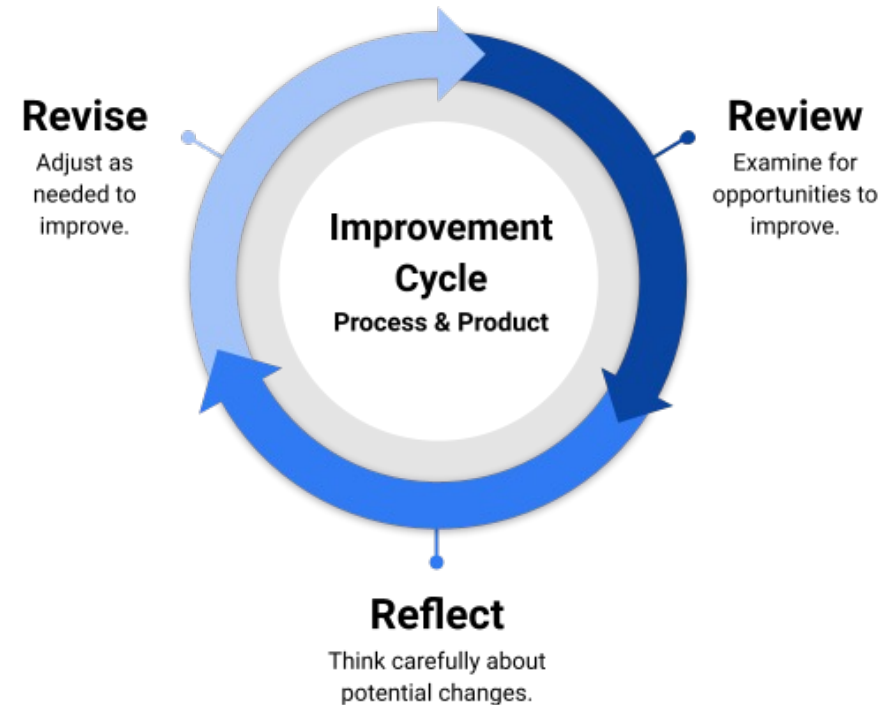 Revise
Adjust as
needed to
improve.
Review
Examine for
opportunities to
improve.
Improvement
Cycle
Process & Product
Reflect
Think carefully about
potential changes.